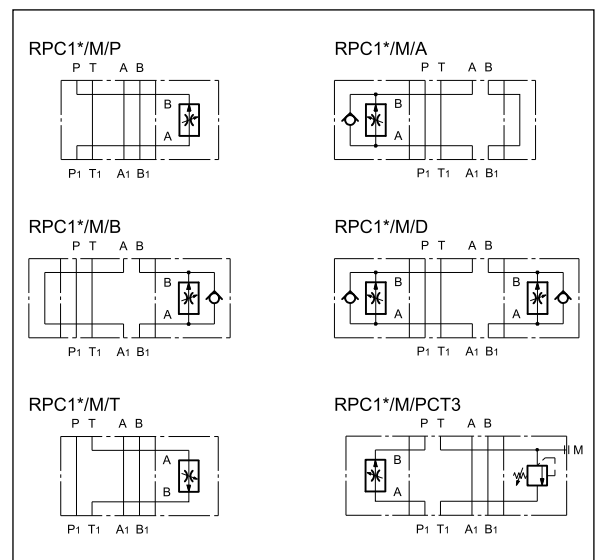 RPC1*/M/P
P T A B
B
A
P1 T1 A1 B1
RPC1*/M/A
P T A B
B
A
P1 T1 A1 B1
RPC1*/M/B
P T A B
B
A
P1 T1 A1 B1
RPC1*/M/D
P T A B
B
A
B
A
P1 T1 A1 B1
RPC1*/M/T
P T A B
A
B
P1 T1 A1 B1
RPC1*/M/PCT3
P T A B
M
B
A
P1 T1 A1 B1